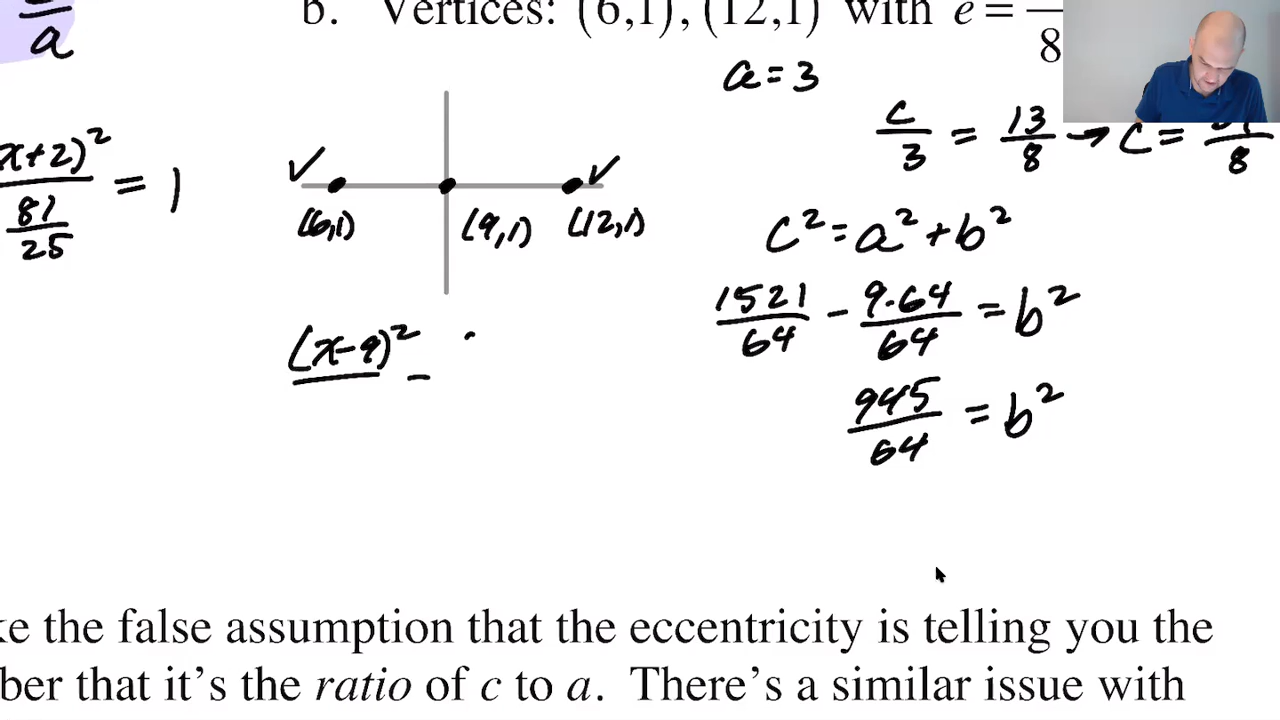 b. Vertices: (6,1), (12,1) with e =
8
a
a = 3
c/3 = 13/8 → c = /8
(x+2)²/(81/25) = 1
✓ ✓
(6,1) (9,1) (12,1)
c² = a² + b²
1521/64 - 9·64/64 = b²
(x-9)² -
945/64 = b²
the false assumption that the eccentricity is telling you the
that it's the ratio of c to a. There's a similar issue with